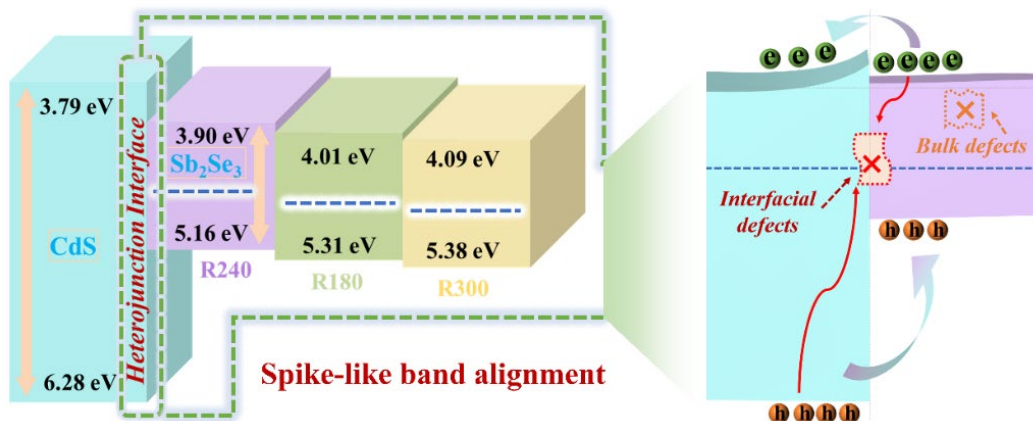 3.79 eV
CdS
6.28 eV
Heterojunction Interface
3.90 eV
Sb₂Se₃
5.16 eV
R240
4.01 eV
5.31 eV
R180
4.09 eV
5.38 eV
R300
Spike-like band alignment
e e e
e e e e
Bulk defects
Interfacial
defects
h h h
h h h h